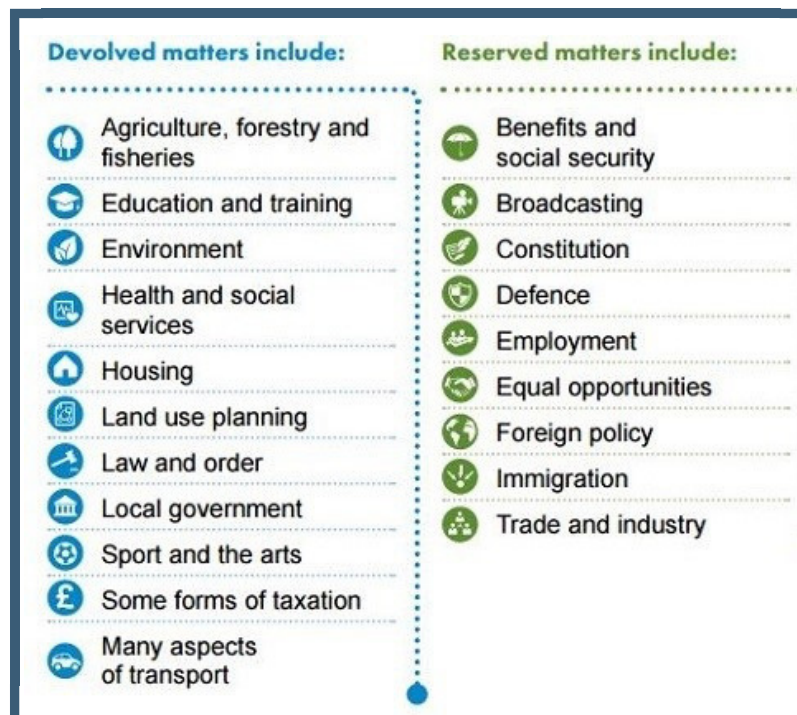 Devolved matters include:
Agriculture, forestry and
fisheries
Education and training
Environment
Health and social
services
Housing
Land use planning
Law and order
Local government
Sport and the arts
£ Some forms of taxation
Many aspects
of transport
Reserved matters include:
Benefits and
social security
Broadcasting
Constitution
Defence
Employment
Equal opportunities
Foreign policy
Immigration
Trade and industry